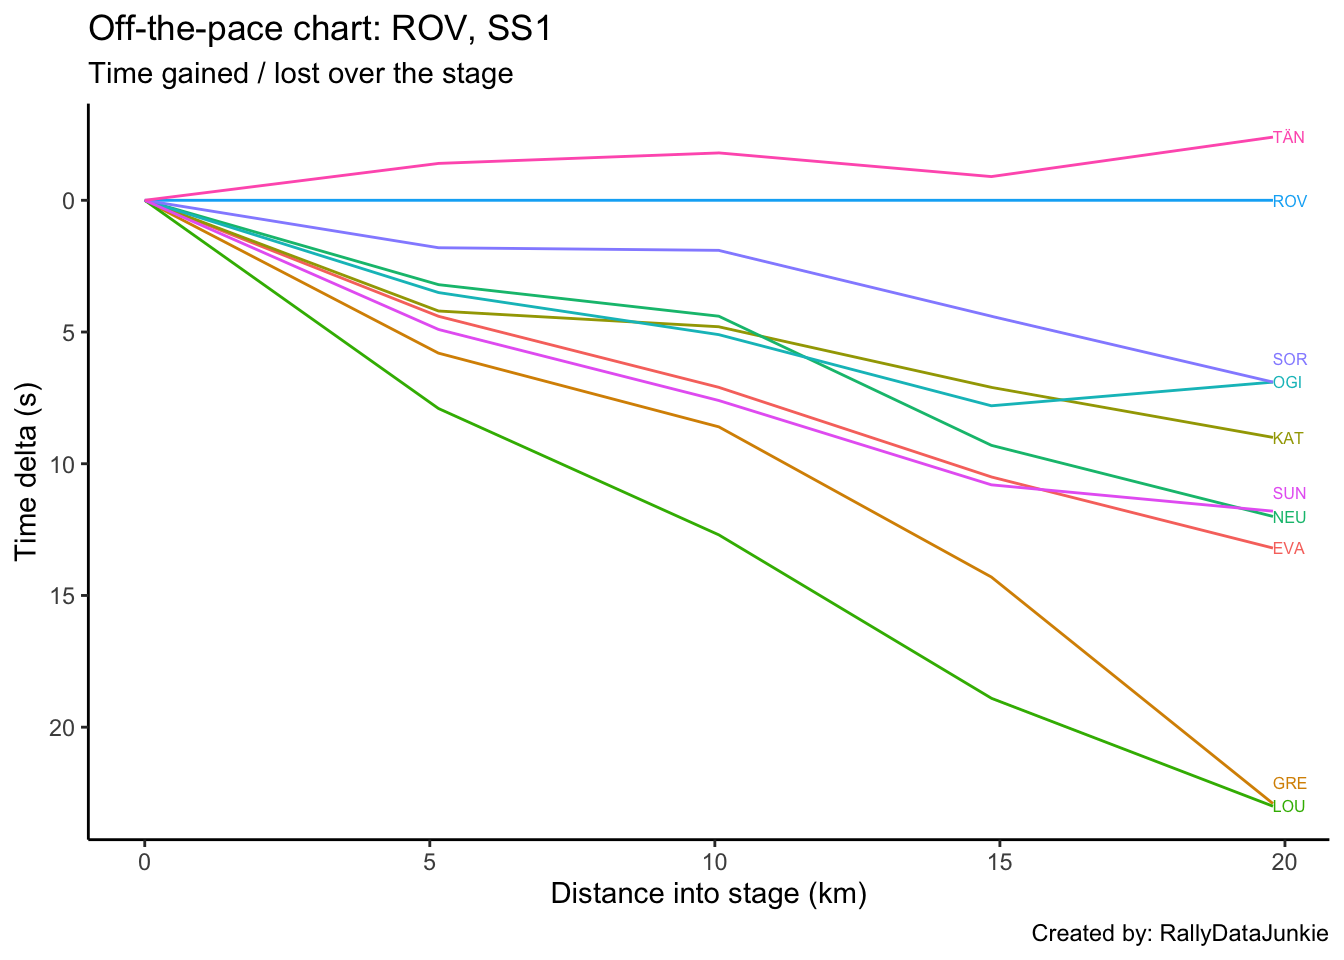 Off-the-pace chart: ROV, SS1
Time gained / lost over the stage
TÄN
0
ROV
5
SOR
OGI
KAT
10
SUN
NEU
EVA
15
20
GRE
LOU
Time delta (s)
0 5 10 15 20
Distance into stage (km)
Created by: RallyDataJunkie